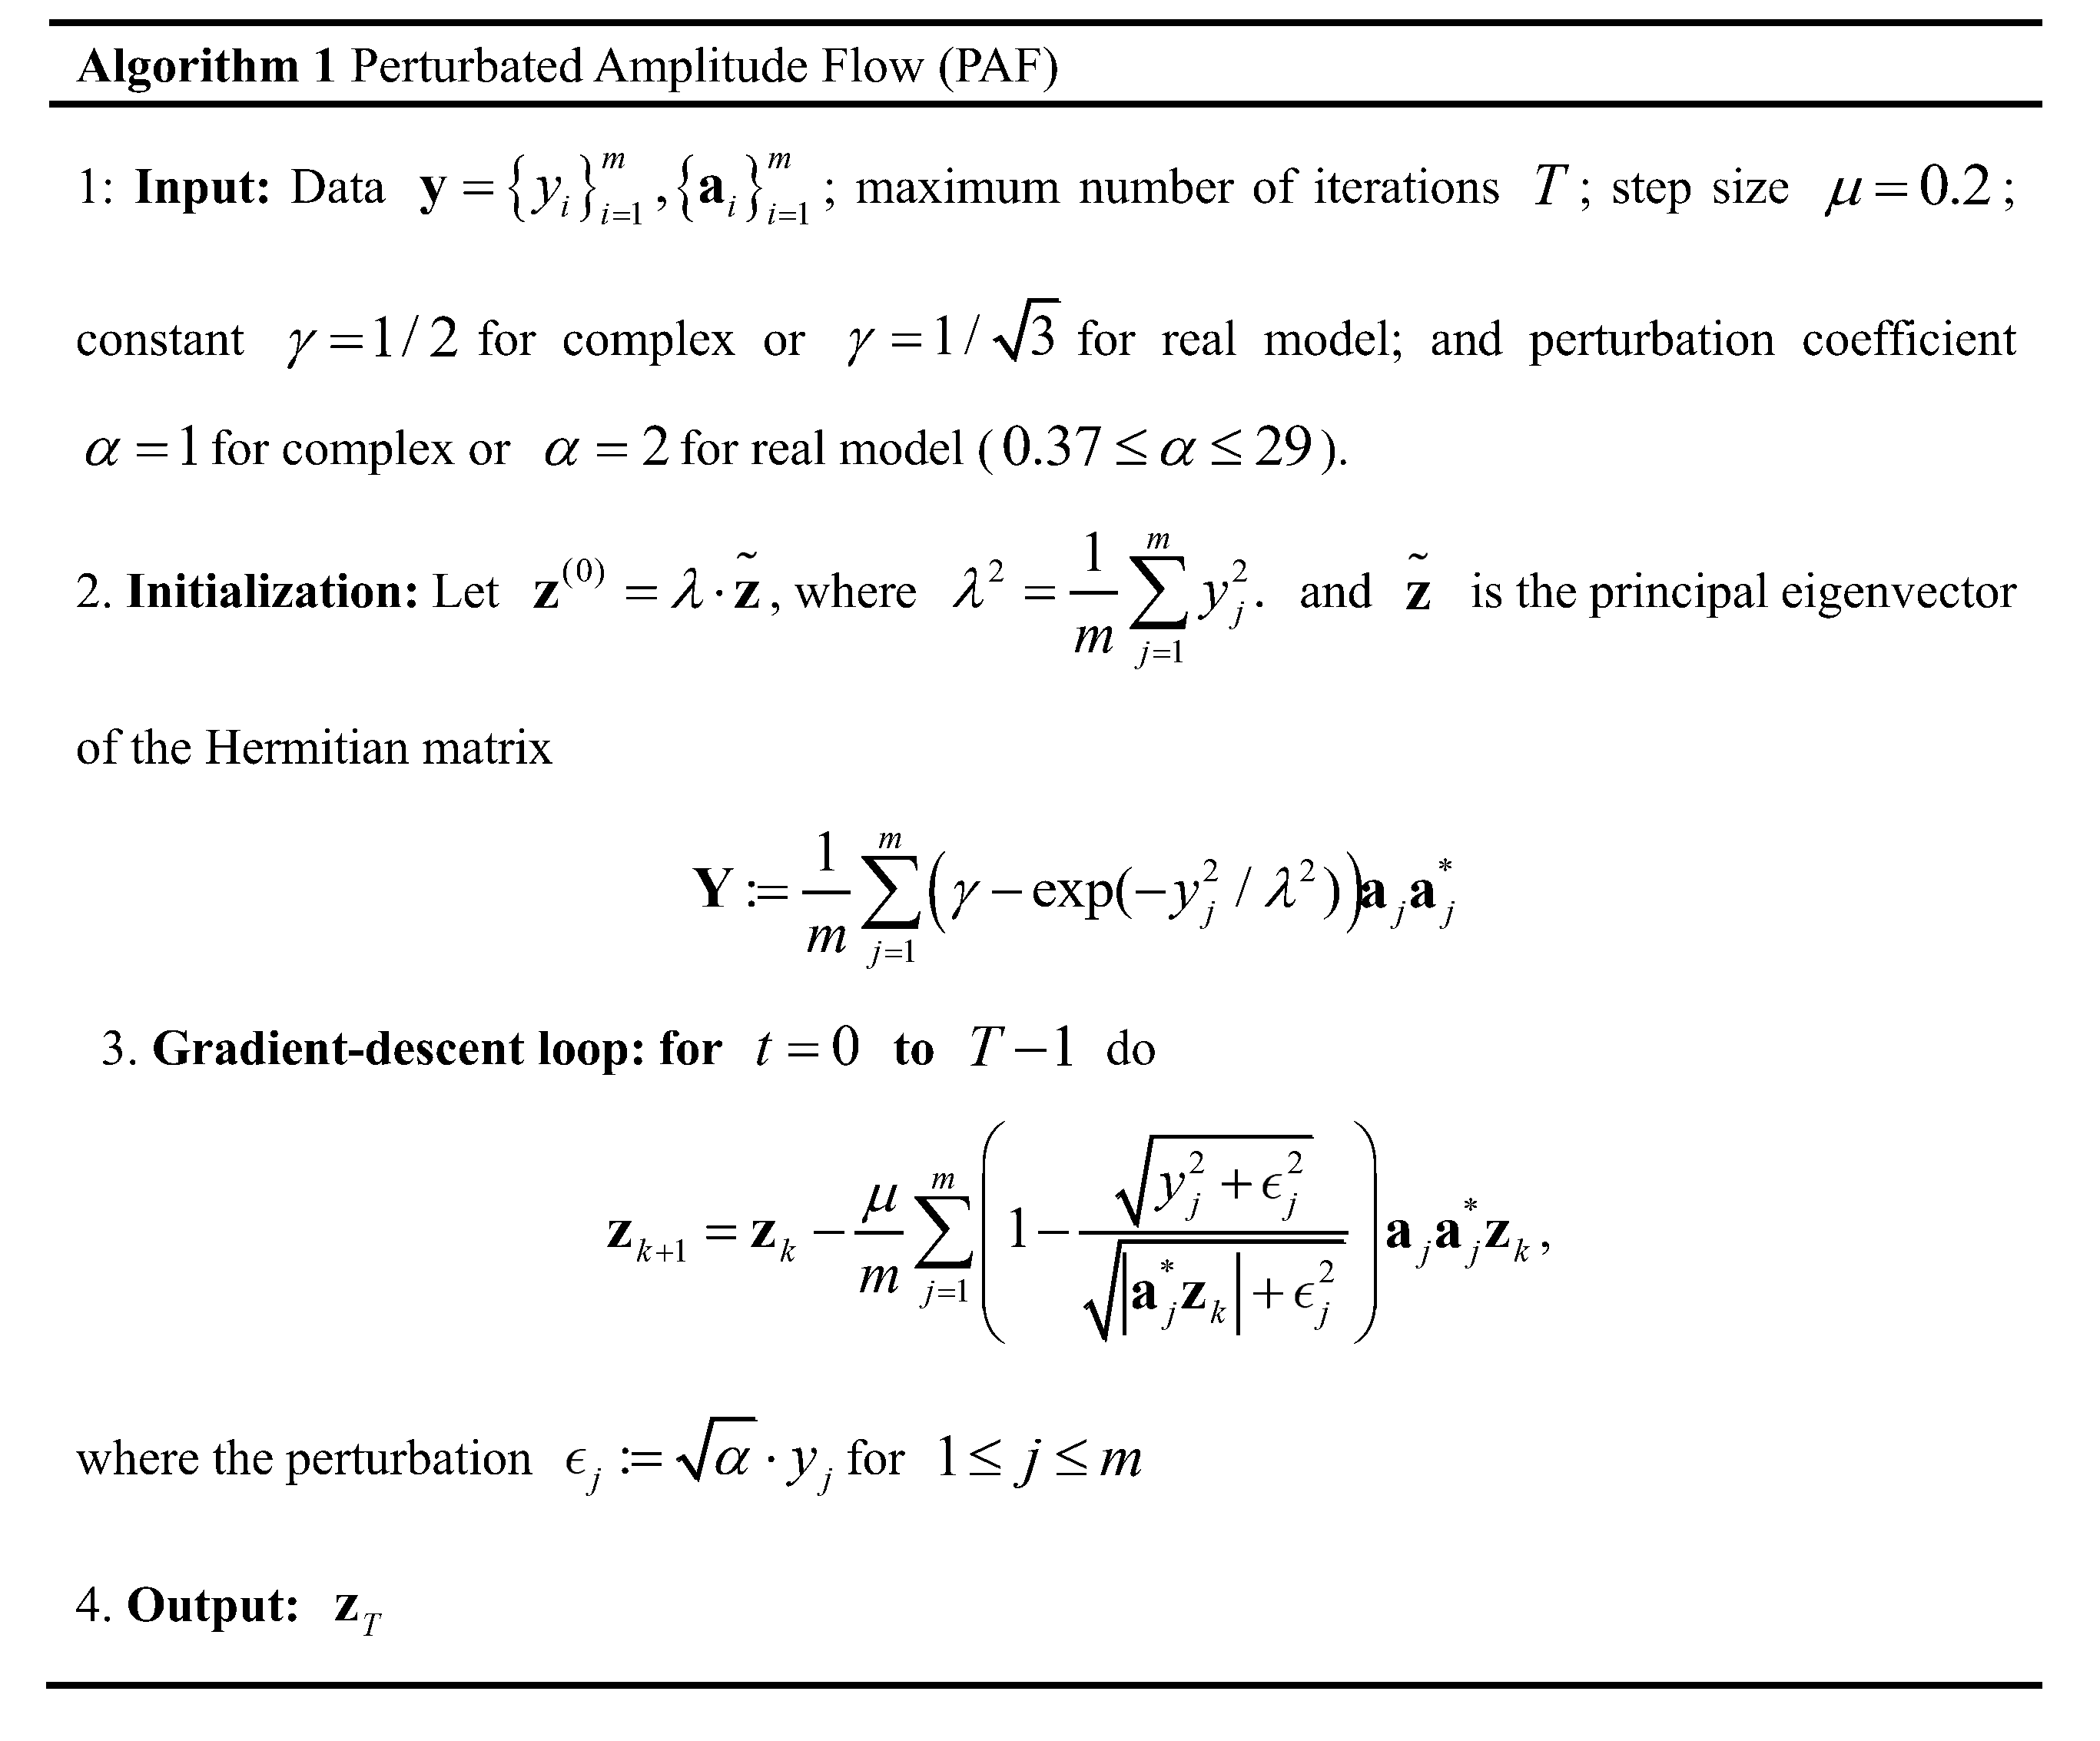 Algorithm 1 Perturbated Amplitude Flow (PAF)
1: Input: Data $\mathbf{y} = \{y_i\}_{i=1}^{m}, \{\mathbf{a}_i\}_{i=1}^{m}$; maximum number of iterations $T$; step size $\mu = 0.2$;
constant $\gamma = 1/2$ for complex or $\gamma = 1/\sqrt{3}$ for real model; and perturbation coefficient
$\alpha = 1$ for complex or $\alpha = 2$ for real model ($0.37 \leq \alpha \leq 29$).
2. Initialization: Let $\mathbf{z}^{(0)} = \lambda \cdot \tilde{\mathbf{z}}$, where $\lambda^2 = \frac{1}{m} \sum_{j=1}^{m} y_j^2$. and $\tilde{\mathbf{z}}$ is the principal eigenvector
of the Hermitian matrix
$\mathbf{Y} := \frac{1}{m} \sum_{j=1}^{m} \left( \gamma - \exp(-y_j^2 / \lambda^2) \right) \mathbf{a}_j \mathbf{a}_j^*$
3. Gradient-descent loop: for $t = 0$ to $T - 1$ do
$\mathbf{z}_{k+1} = \mathbf{z}_k - \frac{\mu}{m} \sum_{j=1}^{m} \left( 1 - \frac{\sqrt{y_j^2 + \epsilon_j^2}}{\sqrt{\left| \mathbf{a}_j^* \mathbf{z}_k \right| + \epsilon_j^2}} \right) \mathbf{a}_j \mathbf{a}_j^* \mathbf{z}_k,$
where the perturbation $\epsilon_j := \sqrt{\alpha} \cdot y_j$ for $1 \leq j \leq m$
4. Output: $\mathbf{z}_T$